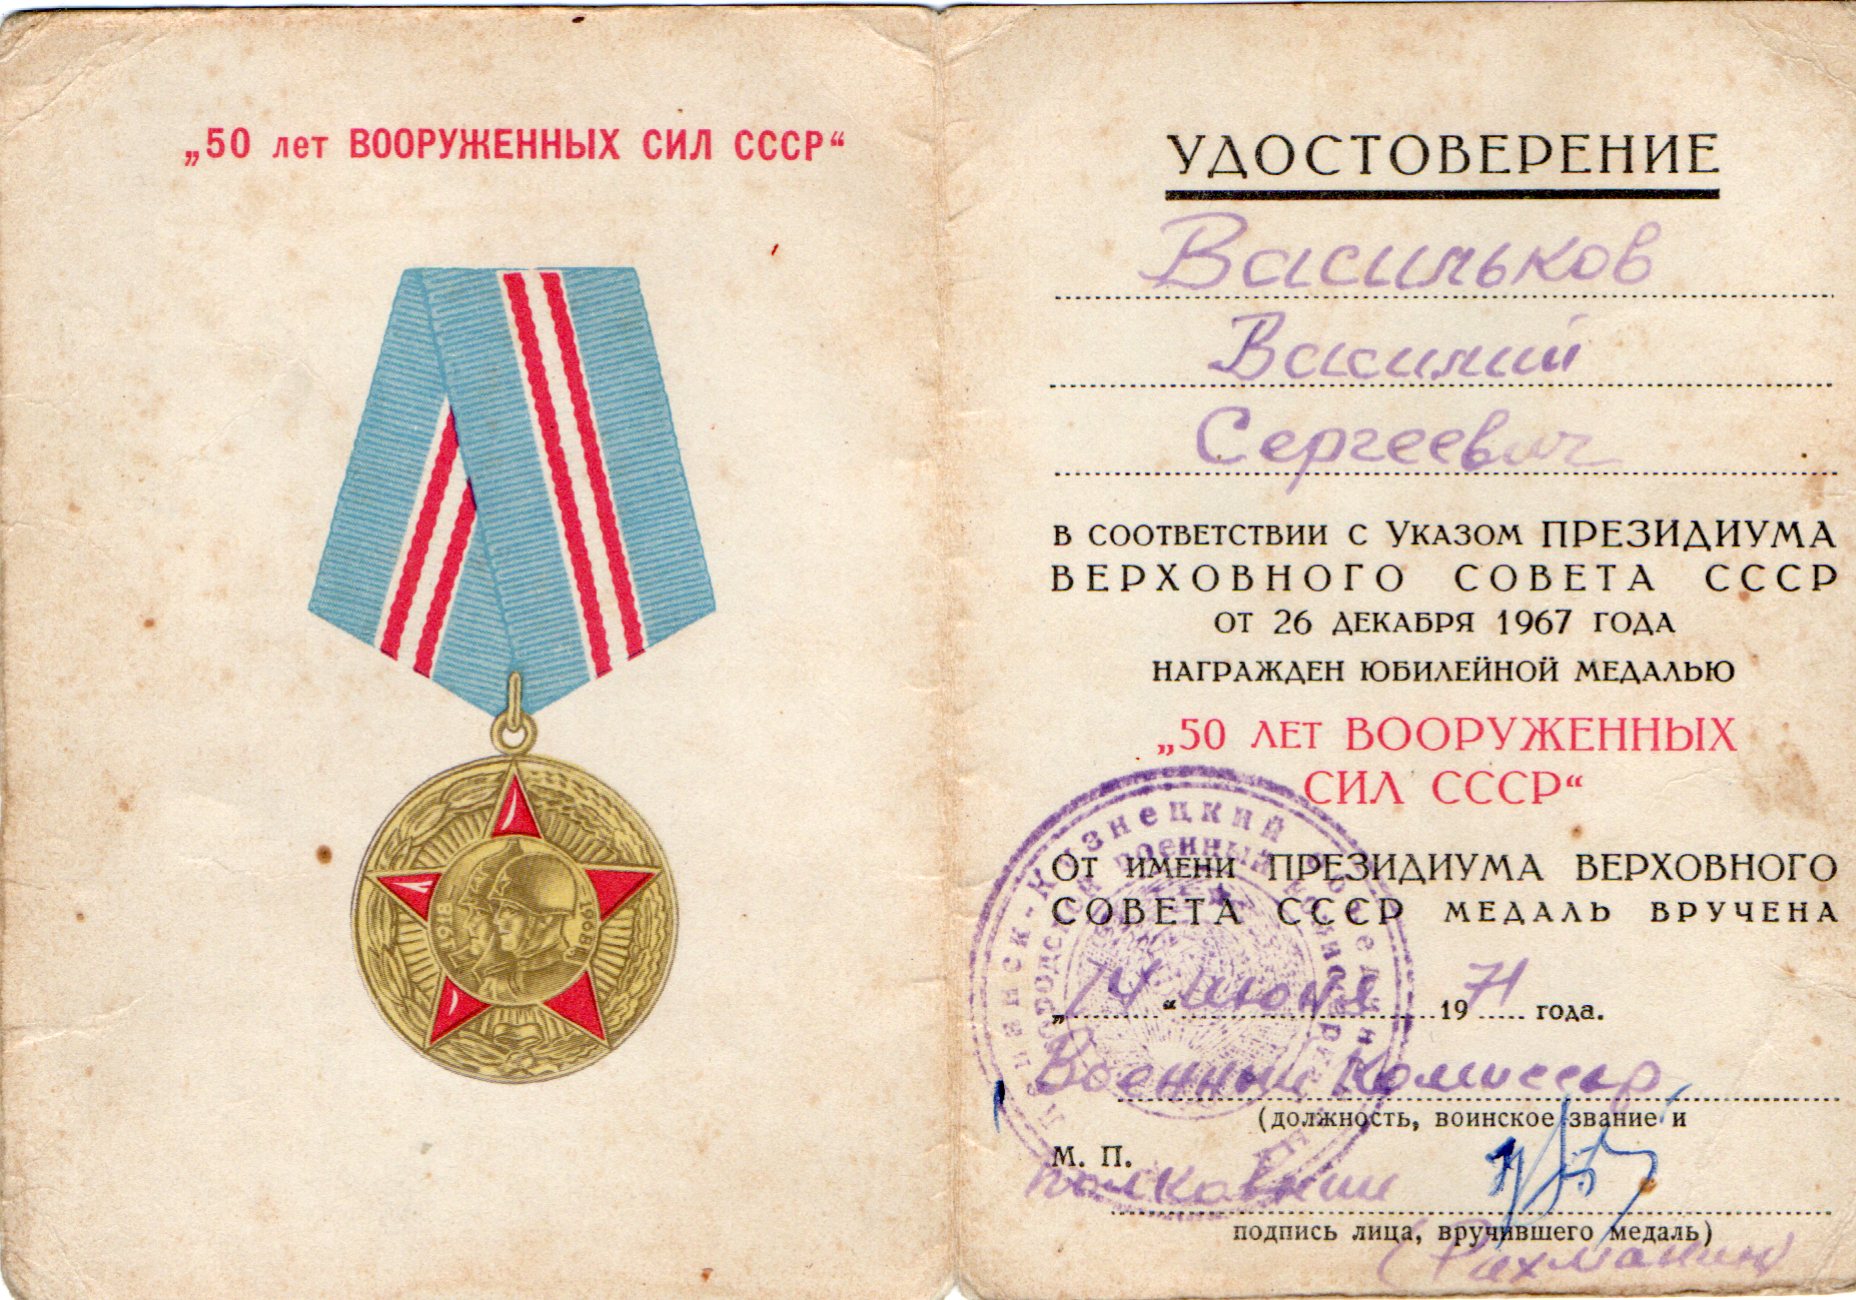 „50 лет ВООРУЖЕННЫХ СИЛ СССР“
1918
1968
УДОСТОВЕРЕНИЕ
Васильков
Василий
Сергеевич
В СООТВЕТСТВИИ С УКАЗОМ ПРЕЗИДИУМА
ВЕРХОВНОГО СОВЕТА СССР
ОТ 26 ДЕКАБРЯ 1967 ГОДА
НАГРАЖДЕН ЮБИЛЕЙНОЙ МЕДАЛЬЮ
„50 ЛЕТ ВООРУЖЕННЫХ
СИЛ СССР“
ОТ ИМЕНИ ПРЕЗИДИУМА ВЕРХОВНОГО
СОВЕТА СССР МЕДАЛЬ ВРУЧЕНА
„14“ июня 1971 года.
Военный Комиссар
(должность, воинское звание и
М. П.
полковник
подпись лица, вручившего медаль)
(Рахманин)